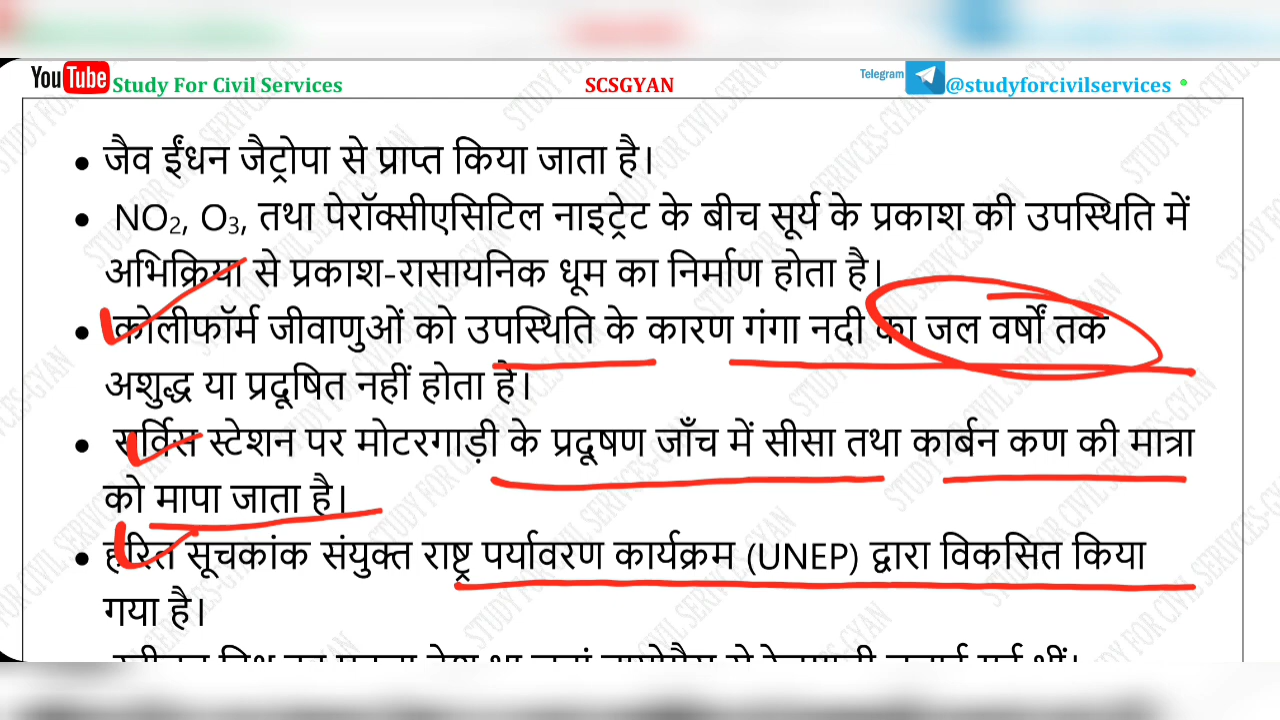 YouTube Study For Civil Services SCSGYAN Telegram @studyforcivilservices
• जैव ईंधन जैट्रोपा से प्राप्त किया जाता है।
• NO₂, O₃, तथा पेरॉक्सीएसिटिल नाइट्रेट के बीच सूर्य के प्रकाश की उपस्थिति में
अभिक्रिया से प्रकाश-रासायनिक धूम का निर्माण होता है।
• कोलीफॉर्म जीवाणुओं को उपस्थिति के कारण गंगा नदी का जल वर्षों तक
अशुद्ध या प्रदूषित नहीं होता है।
• सर्विस स्टेशन पर मोटरगाड़ी के प्रदूषण जाँच में सीसा तथा कार्बन कण की मात्रा
को मापा जाता है।
• हरित सूचकांक संयुक्त राष्ट्र पर्यावरण कार्यक्रम (UNEP) द्वारा विकसित किया
गया है।